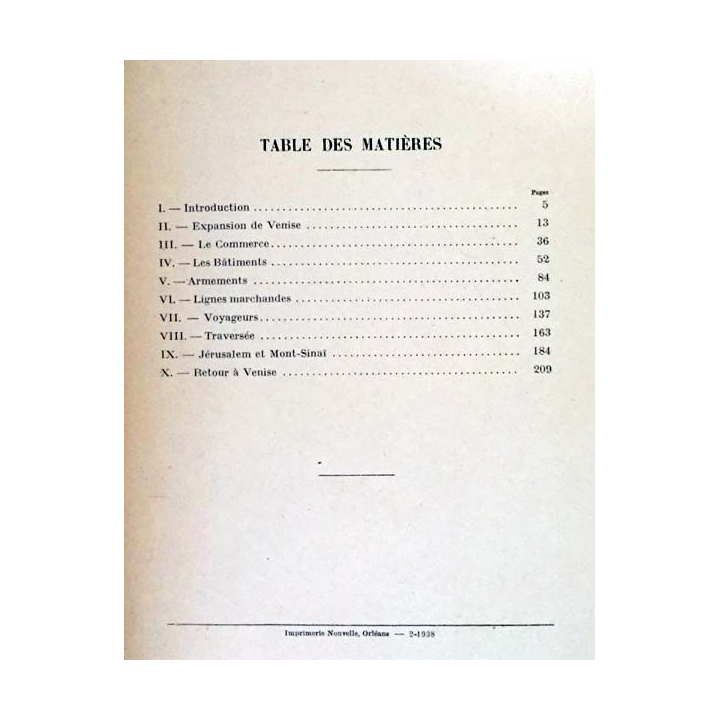 TABLE DES MATIÈRES
Pages
I. — Introduction ........................................ 5
II. — Expansion de Venise ................................ 13
III. — Le Commerce ...................................... 36
IV. — Les Bâtiments ...................................... 52
V. — Armements ......................................... 84
VI. — Lignes marchandes .................................. 103
VII. — Voyageurs ........................................ 137
VIII. — Traversée ........................................ 163
IX. — Jérusalem et Mont-Sinaï ............................ 184
X. — Retour à Venise .................................... 209
Imprimerie Nouvelle, Orléans — 2-1938